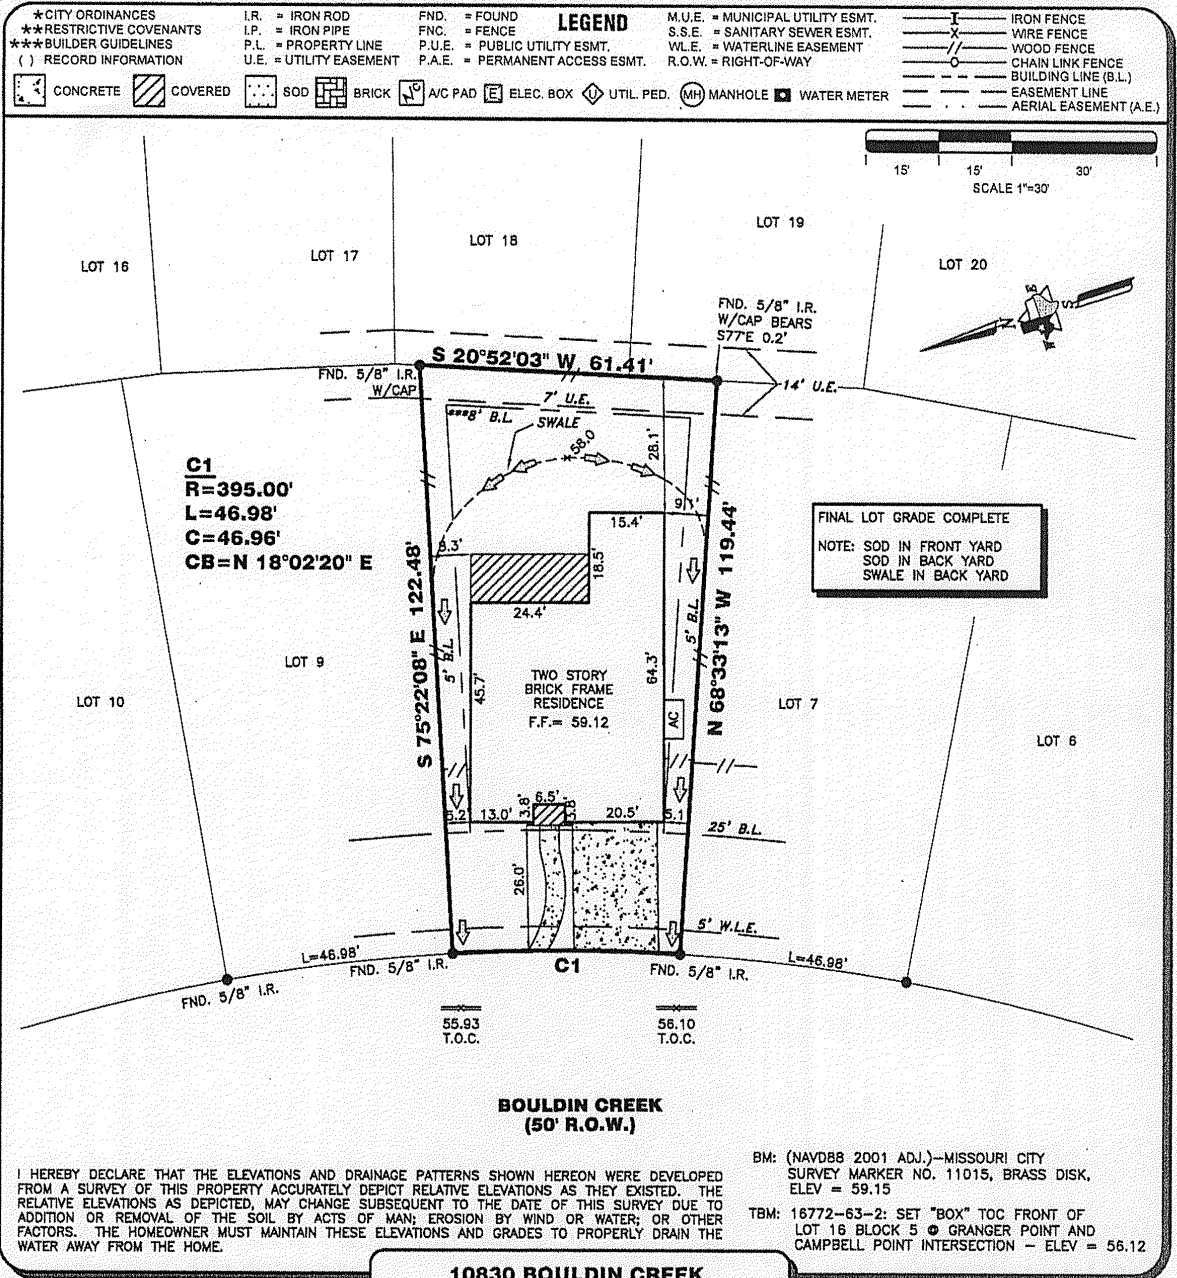 LEGEND
*CITY ORDINANCES
**RESTRICTIVE COVENANTS
***BUILDER GUIDELINES
( ) RECORD INFORMATION
I.R. = IRON ROD
I.P. = IRON PIPE
P.L. = PROPERTY LINE
U.E. = UTILITY EASEMENT
FND. = FOUND
FNC. = FENCE
P.U.E. = PUBLIC UTILITY ESMT.
P.A.E. = PERMANENT ACCESS ESMT.
M.U.E. = MUNICIPAL UTILITY ESMT.
S.S.E. = SANITARY SEWER ESMT.
WL.E. = WATERLINE EASEMENT
R.O.W. = RIGHT-OF-WAY
I IRON FENCE
X WIRE FENCE
// WOOD FENCE
O CHAIN LINK FENCE
BUILDING LINE (B.L.)
EASEMENT LINE
AERIAL EASEMENT (A.E.)
CONCRETE
COVERED
SOD
BRICK
A/C A/C PAD
E ELEC. BOX
U UTIL. PED.
MH MANHOLE
WATER METER
15' 15' 30'
SCALE 1"=30'
LOT 16
LOT 17
LOT 18
LOT 19
LOT 20
N
E
S
FND. 5/8" I.R.
W/CAP BEARS
S77'E 0.2'
S 20°52'03" W 61.41'
FND. 5/8" I.R.
W/CAP
14' U.E.
7' U.E.
***8' B.L.
SWALE
58.0
28.1'
C1
R=395.00'
L=46.98'
C=46.96'
CB=N 18°02'20" E
9.1'
15.4'
18.5'
8.3'
24.4'
FINAL LOT GRADE COMPLETE
NOTE: SOD IN FRONT YARD
SOD IN BACK YARD
SWALE IN BACK YARD
S 75°22'08" E 122.48'
N 68°33'13" W 119.44'
5' B.L.
5' B.L.
45.7'
64.3'
TWO STORY
BRICK FRAME
RESIDENCE
F.F.= 59.12
AC
LOT 10
LOT 9
LOT 7
LOT 6
5.2'
13.0'
3.8'
6.5'
3.8'
20.5'
5.1
25' B.L.
26.0'
5' W.L.E.
L=46.98'
FND. 5/8" I.R.
C1
FND. 5/8" I.R.
L=46.98'
FND. 5/8" I.R.
55.93
T.O.C.
56.10
T.O.C.
BOULDIN CREEK
(50' R.O.W.)
I HEREBY DECLARE THAT THE ELEVATIONS AND DRAINAGE PATTERNS SHOWN HEREON WERE DEVELOPED
FROM A SURVEY OF THIS PROPERTY ACCURATELY DEPICT RELATIVE ELEVATIONS AS THEY EXISTED. THE
RELATIVE ELEVATIONS AS DEPICTED, MAY CHANGE SUBSEQUENT TO THE DATE OF THIS SURVEY DUE TO
ADDITION OR REMOVAL OF THE SOIL BY ACTS OF MAN; EROSION BY WIND OR WATER; OR OTHER
FACTORS. THE HOMEOWNER MUST MAINTAIN THESE ELEVATIONS AND GRADES TO PROPERLY DRAIN THE
WATER AWAY FROM THE HOME.
BM: (NAVD88 2001 ADJ.)-MISSOURI CITY
SURVEY MARKER NO. 11015, BRASS DISK,
ELEV = 59.15
TBM: 16772-63-2: SET "BOX" TOC FRONT OF
LOT 16 BLOCK 5 @ GRANGER POINT AND
CAMPBELL POINT INTERSECTION - ELEV = 56.12
10830 BOULDIN CREEK